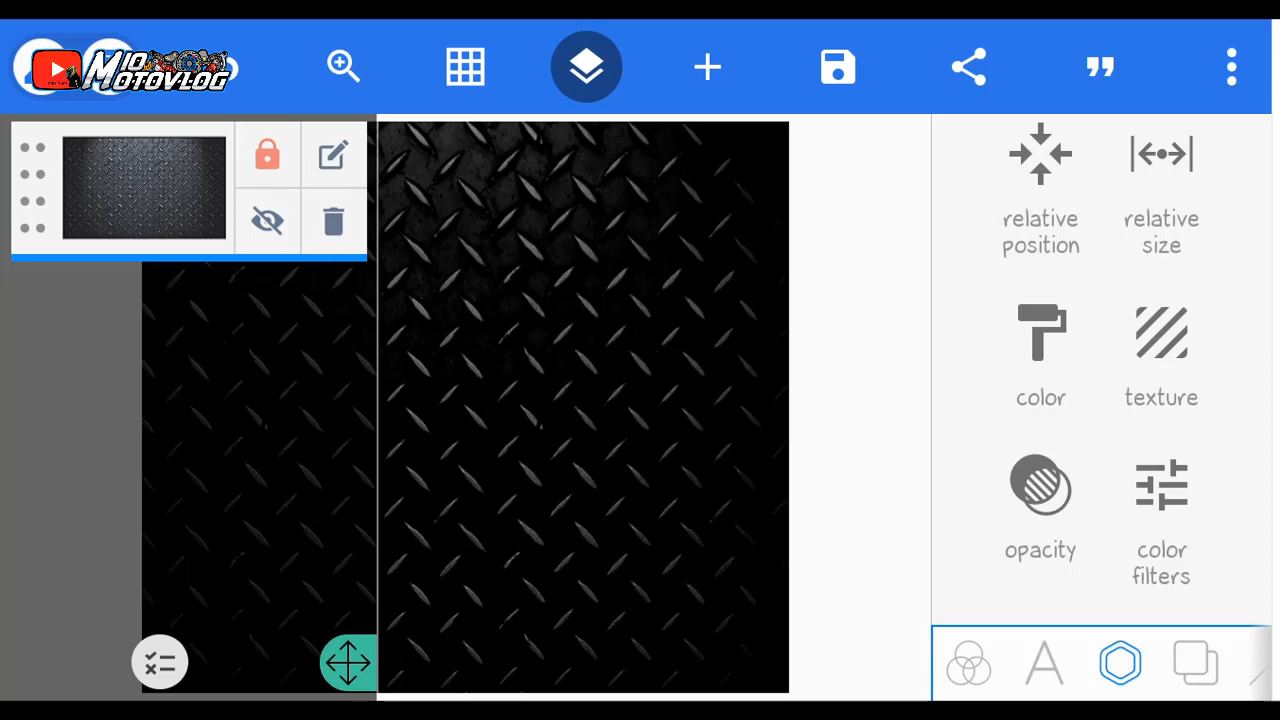 MIO
MOTOVLOG
relative
position
relative
size
color
texture
opacity
color
filters